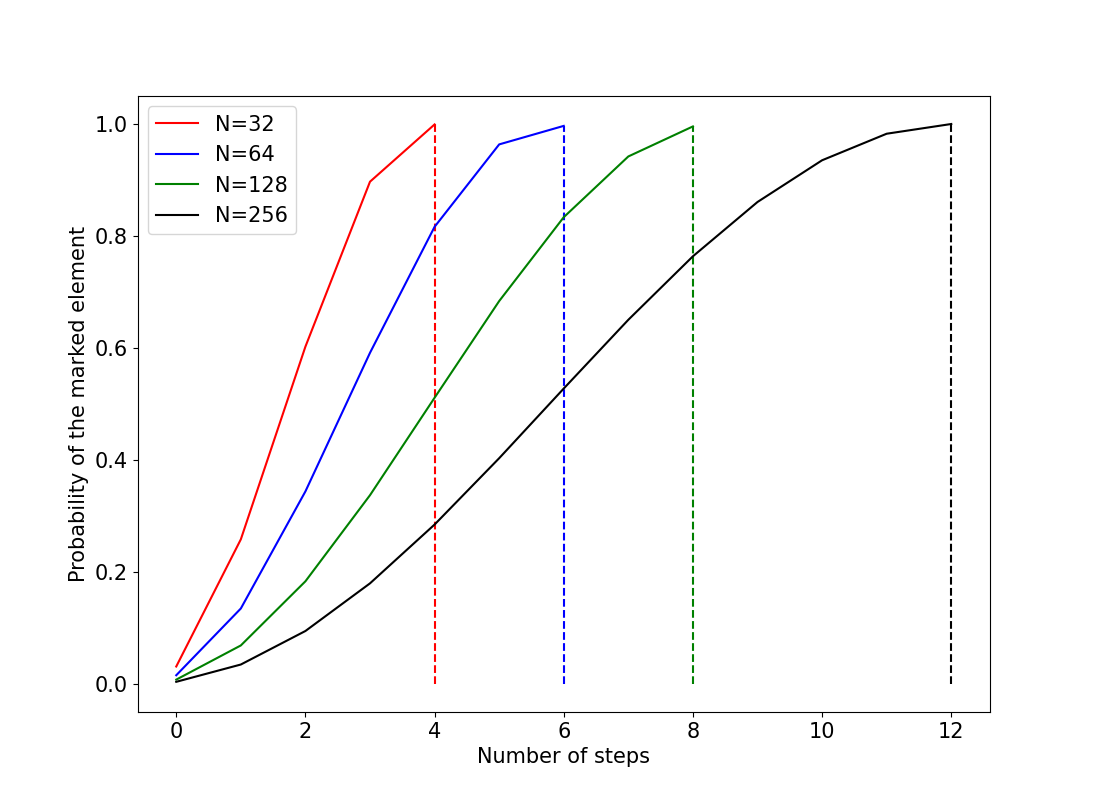 N=32
N=64
N=128
N=256
1.0
0.8
0.6
0.4
0.2
0.0
Probability of the marked element
0 2 4 6 8 10 12
Number of steps